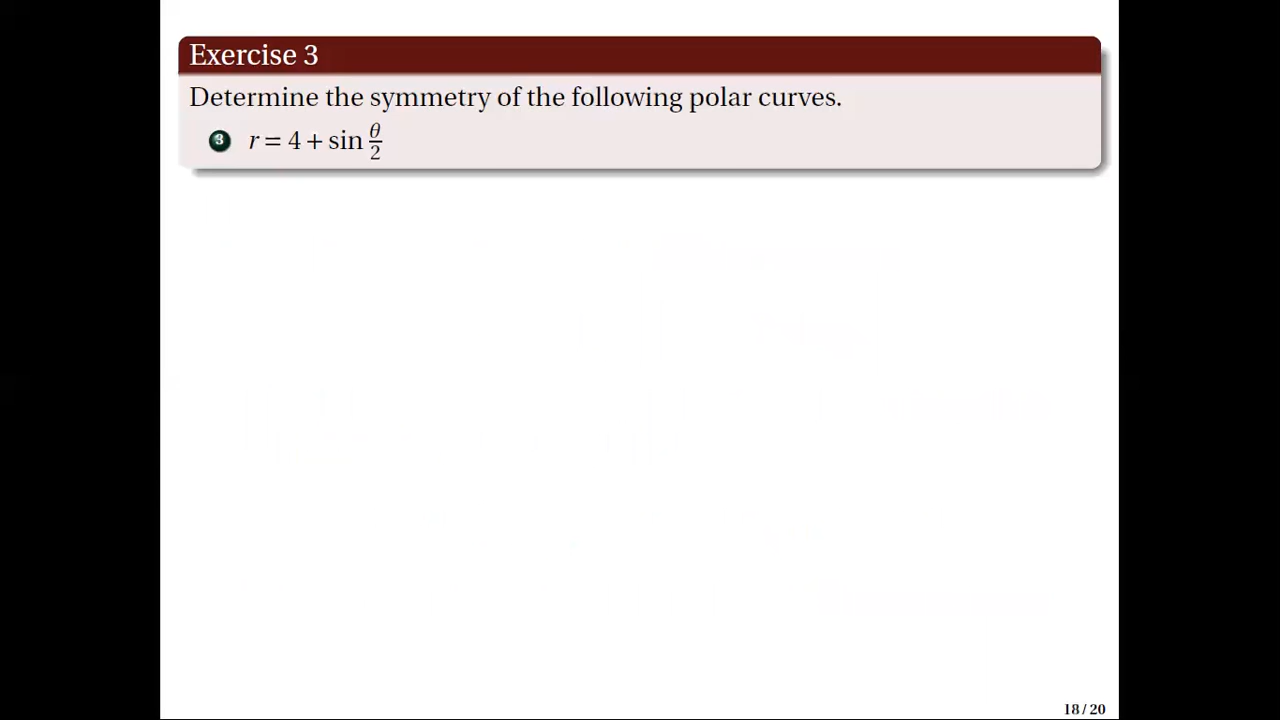 Exercise 3
Determine the symmetry of the following polar curves.
3 r = 4 + sin θ/2
18 / 20